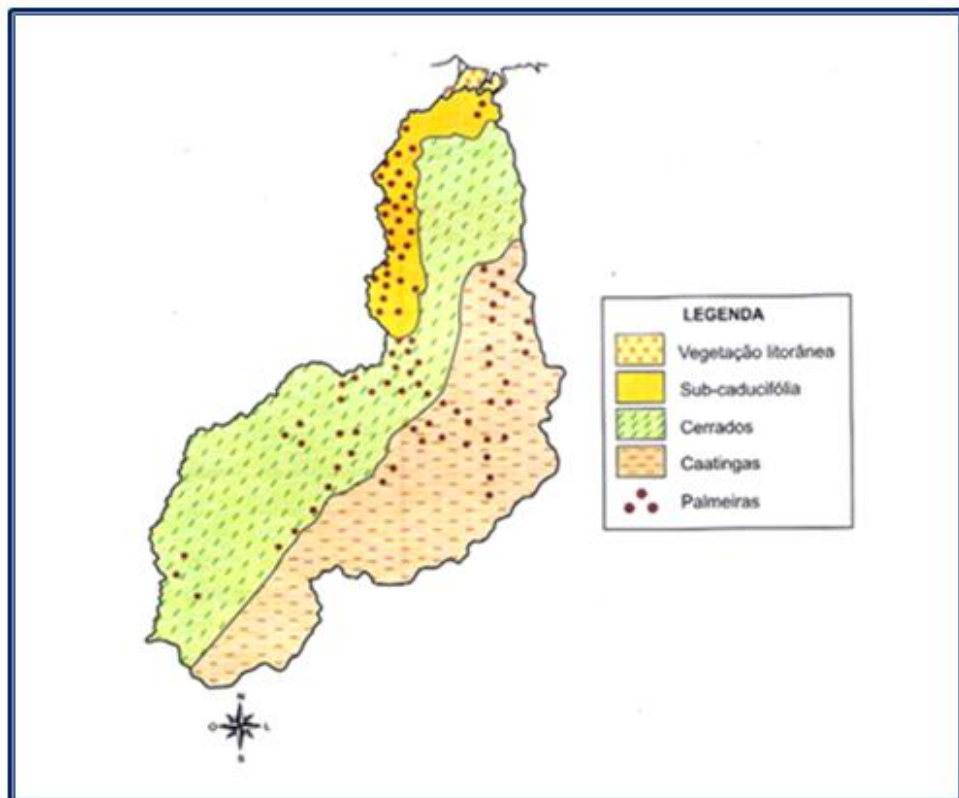 LEGENDA
Vegetação litorânea
Sub-caducifólia
Cerrados
Caatingas
Palmeiras
N
O L
S